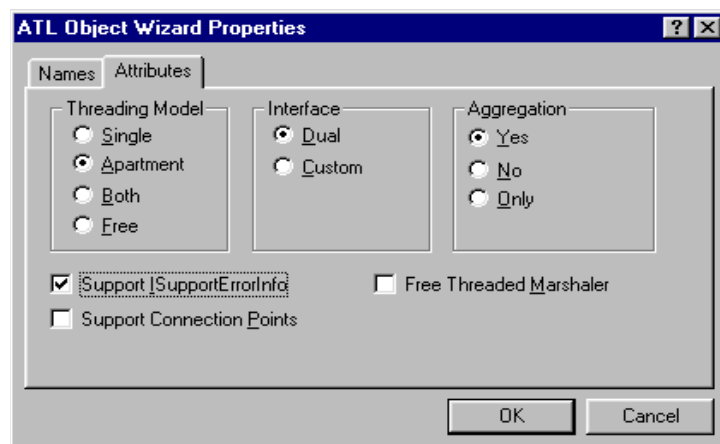 ATL Object Wizard Properties
Names Attributes
Threading Model
Single
Apartment
Both
Free
Interface
Dual
Custom
Aggregation
Yes
No
Only
Support ISupportErrorInfo
Free Threaded Marshaler
Support Connection Points
OK Cancel